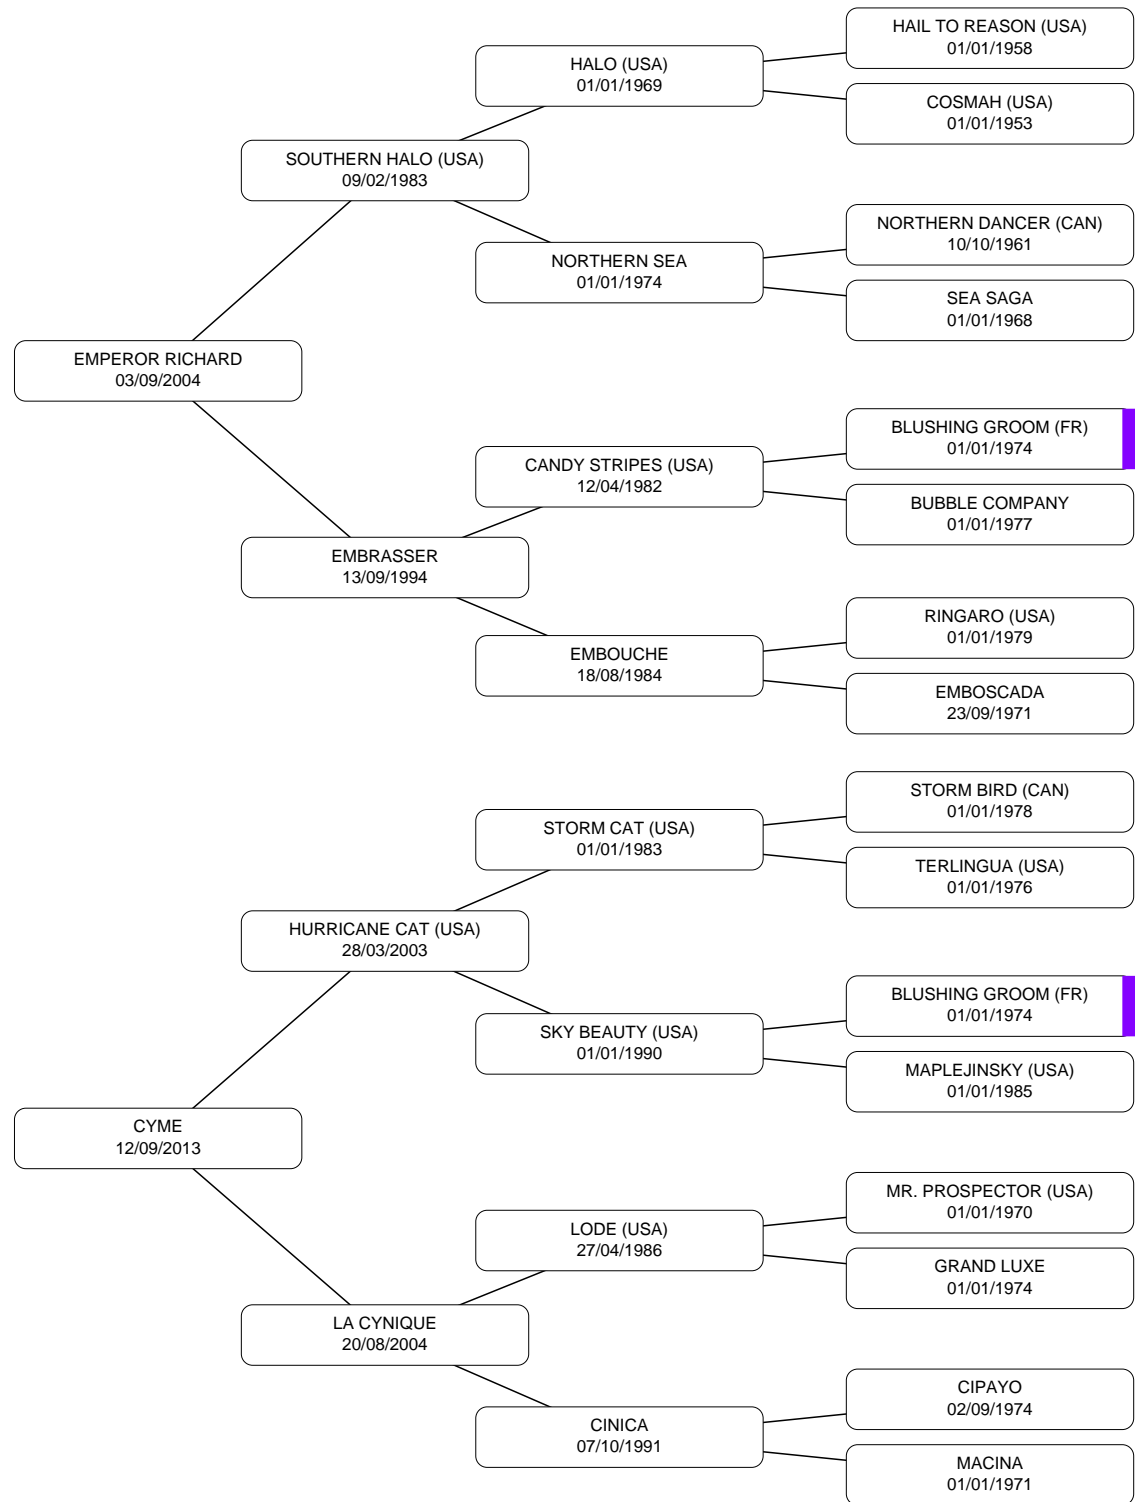 HAIL TO REASON (USA)
01/01/1958
HALO (USA)
01/01/1969
COSMAH (USA)
01/01/1953
SOUTHERN HALO (USA)
09/02/1983
NORTHERN DANCER (CAN)
10/10/1961
NORTHERN SEA
01/01/1974
SEA SAGA
01/01/1968
EMPEROR RICHARD
03/09/2004
BLUSHING GROOM (FR)
01/01/1974
CANDY STRIPES (USA)
12/04/1982
BUBBLE COMPANY
01/01/1977
EMBRASSER
13/09/1994
RINGARO (USA)
01/01/1979
EMBOUCHE
18/08/1984
EMBOSCADA
23/09/1971
STORM BIRD (CAN)
01/01/1978
STORM CAT (USA)
01/01/1983
TERLINGUA (USA)
01/01/1976
HURRICANE CAT (USA)
28/03/2003
BLUSHING GROOM (FR)
01/01/1974
SKY BEAUTY (USA)
01/01/1990
MAPLEJINSKY (USA)
01/01/1985
CYME
12/09/2013
MR. PROSPECTOR (USA)
01/01/1970
LODE (USA)
27/04/1986
GRAND LUXE
01/01/1974
LA CYNIQUE
20/08/2004
CIPAYO
02/09/1974
CINICA
07/10/1991
MACINA
01/01/1971